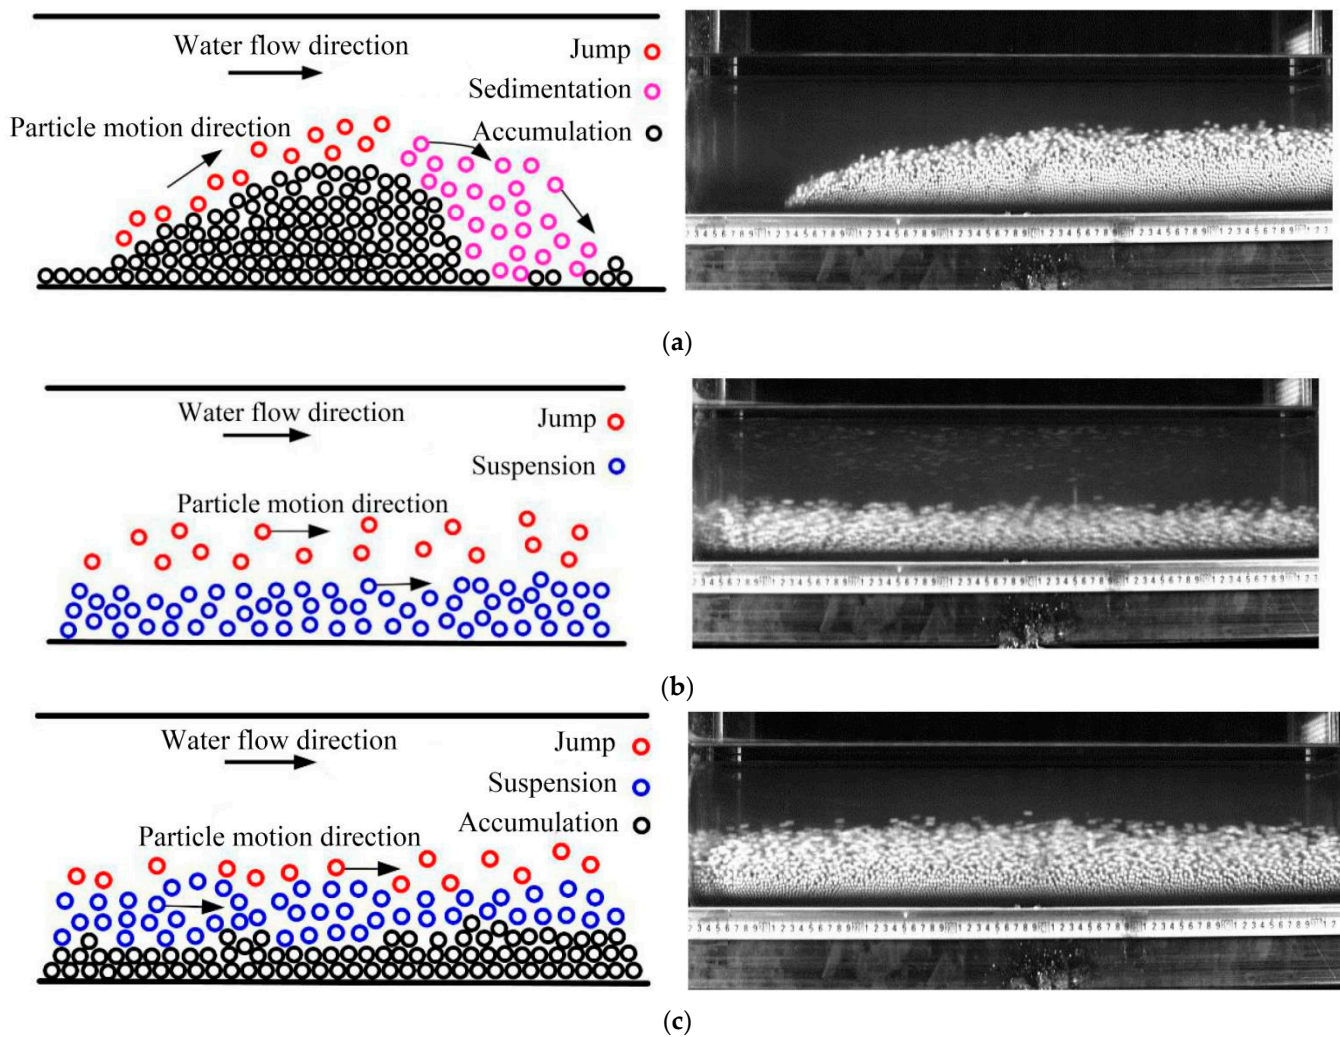 Water flow direction
Jump
Sedimentation
Particle motion direction
Accumulation
(a)
Water flow direction
Jump
Suspension
Particle motion direction
(b)
Water flow direction
Jump
Suspension
Accumulation
Particle motion direction
(c)